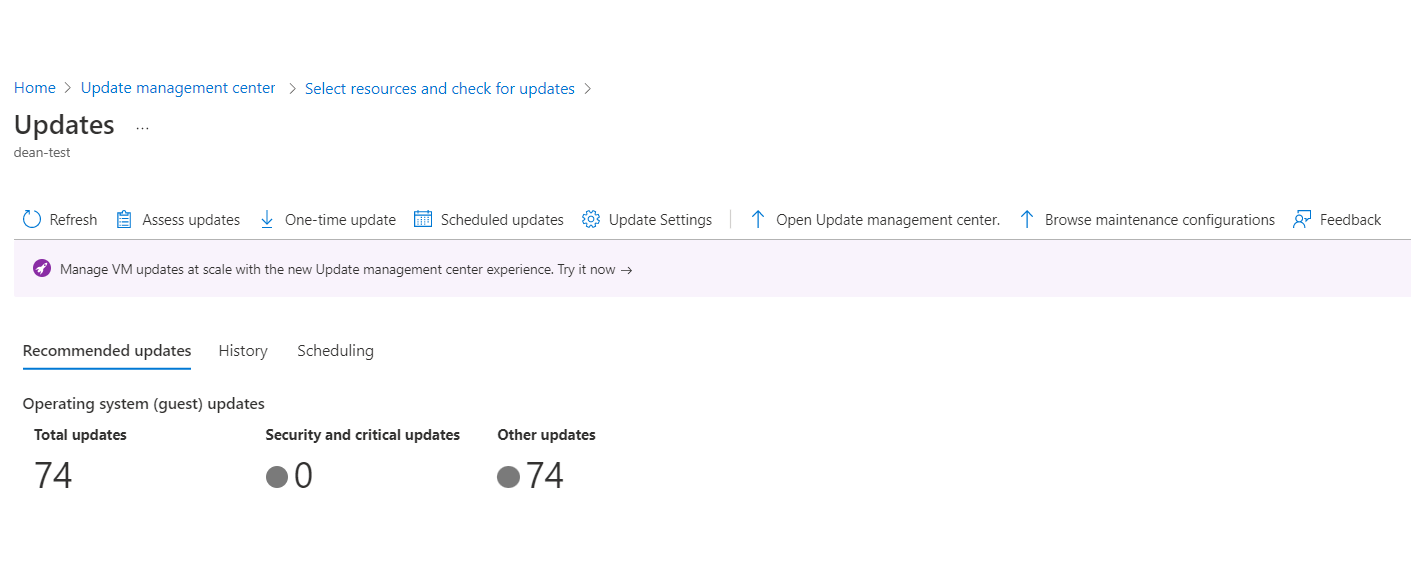 Home > Update management center > Select resources and check for updates >
Updates ...
dean-test
Refresh Assess updates One-time update Scheduled updates Update Settings Open Update management center. Browse maintenance configurations Feedback
Manage VM updates at scale with the new Update management center experience. Try it now →
Recommended updates History Scheduling
Operating system (guest) updates
Total updates Security and critical updates Other updates
74 0 74